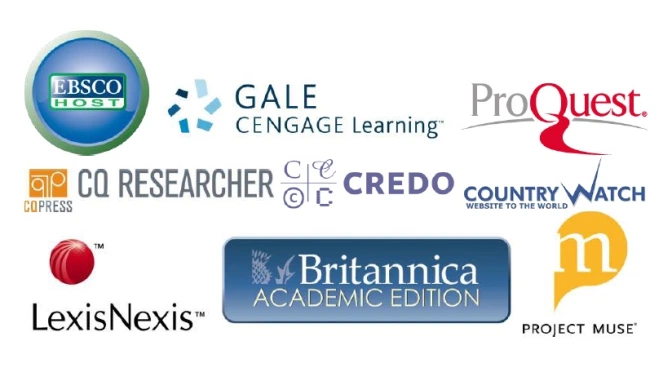 EBSCO
HOST
GALE
CENGAGE Learning™
ProQuest®
CQPRESS
CQ RESEARCHER
C C
© C
CREDO
COUNTRYWATCH
WEBSITE TO THE WORLD
™
LexisNexis™
Britannica
ACADEMIC EDITION
m
PROJECT MUSE®